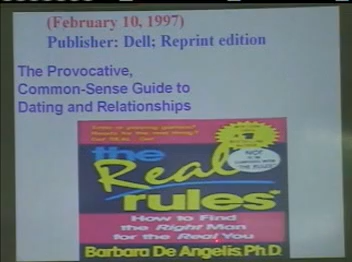 (February 10, 1997)
Publisher: Dell; Reprint edition
The Provocative,
Common-Sense Guide to
Dating and Relationships
the
Real
rules
How to Find
the Right Man
for the Real You
Barbara De Angelis, Ph.D.